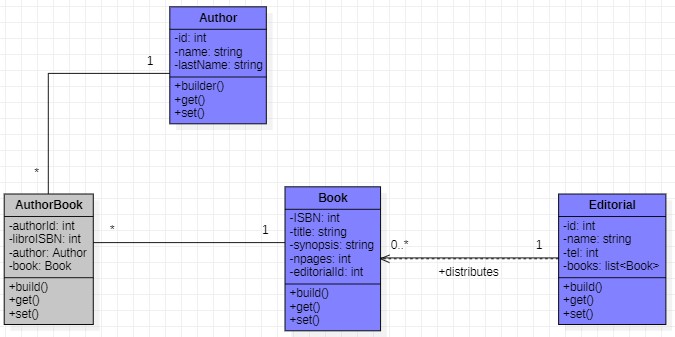 Author
-id: int
-name: string
-lastName: string
+builder()
+get()
+set()
1
*
AuthorBook
-authorId: int
-libroISBN: int
-author: Author
-book: Book
+build()
+get()
+set()
*
1
Book
-ISBN: int
-title: string
-synopsis: string
-npages: int
-editorialId: int
+build()
+get()
+set()
0..*
1
+distributes
Editorial
-id: int
-name: string
-tel: int
-books: list<Book>
+build()
+get()
+set()